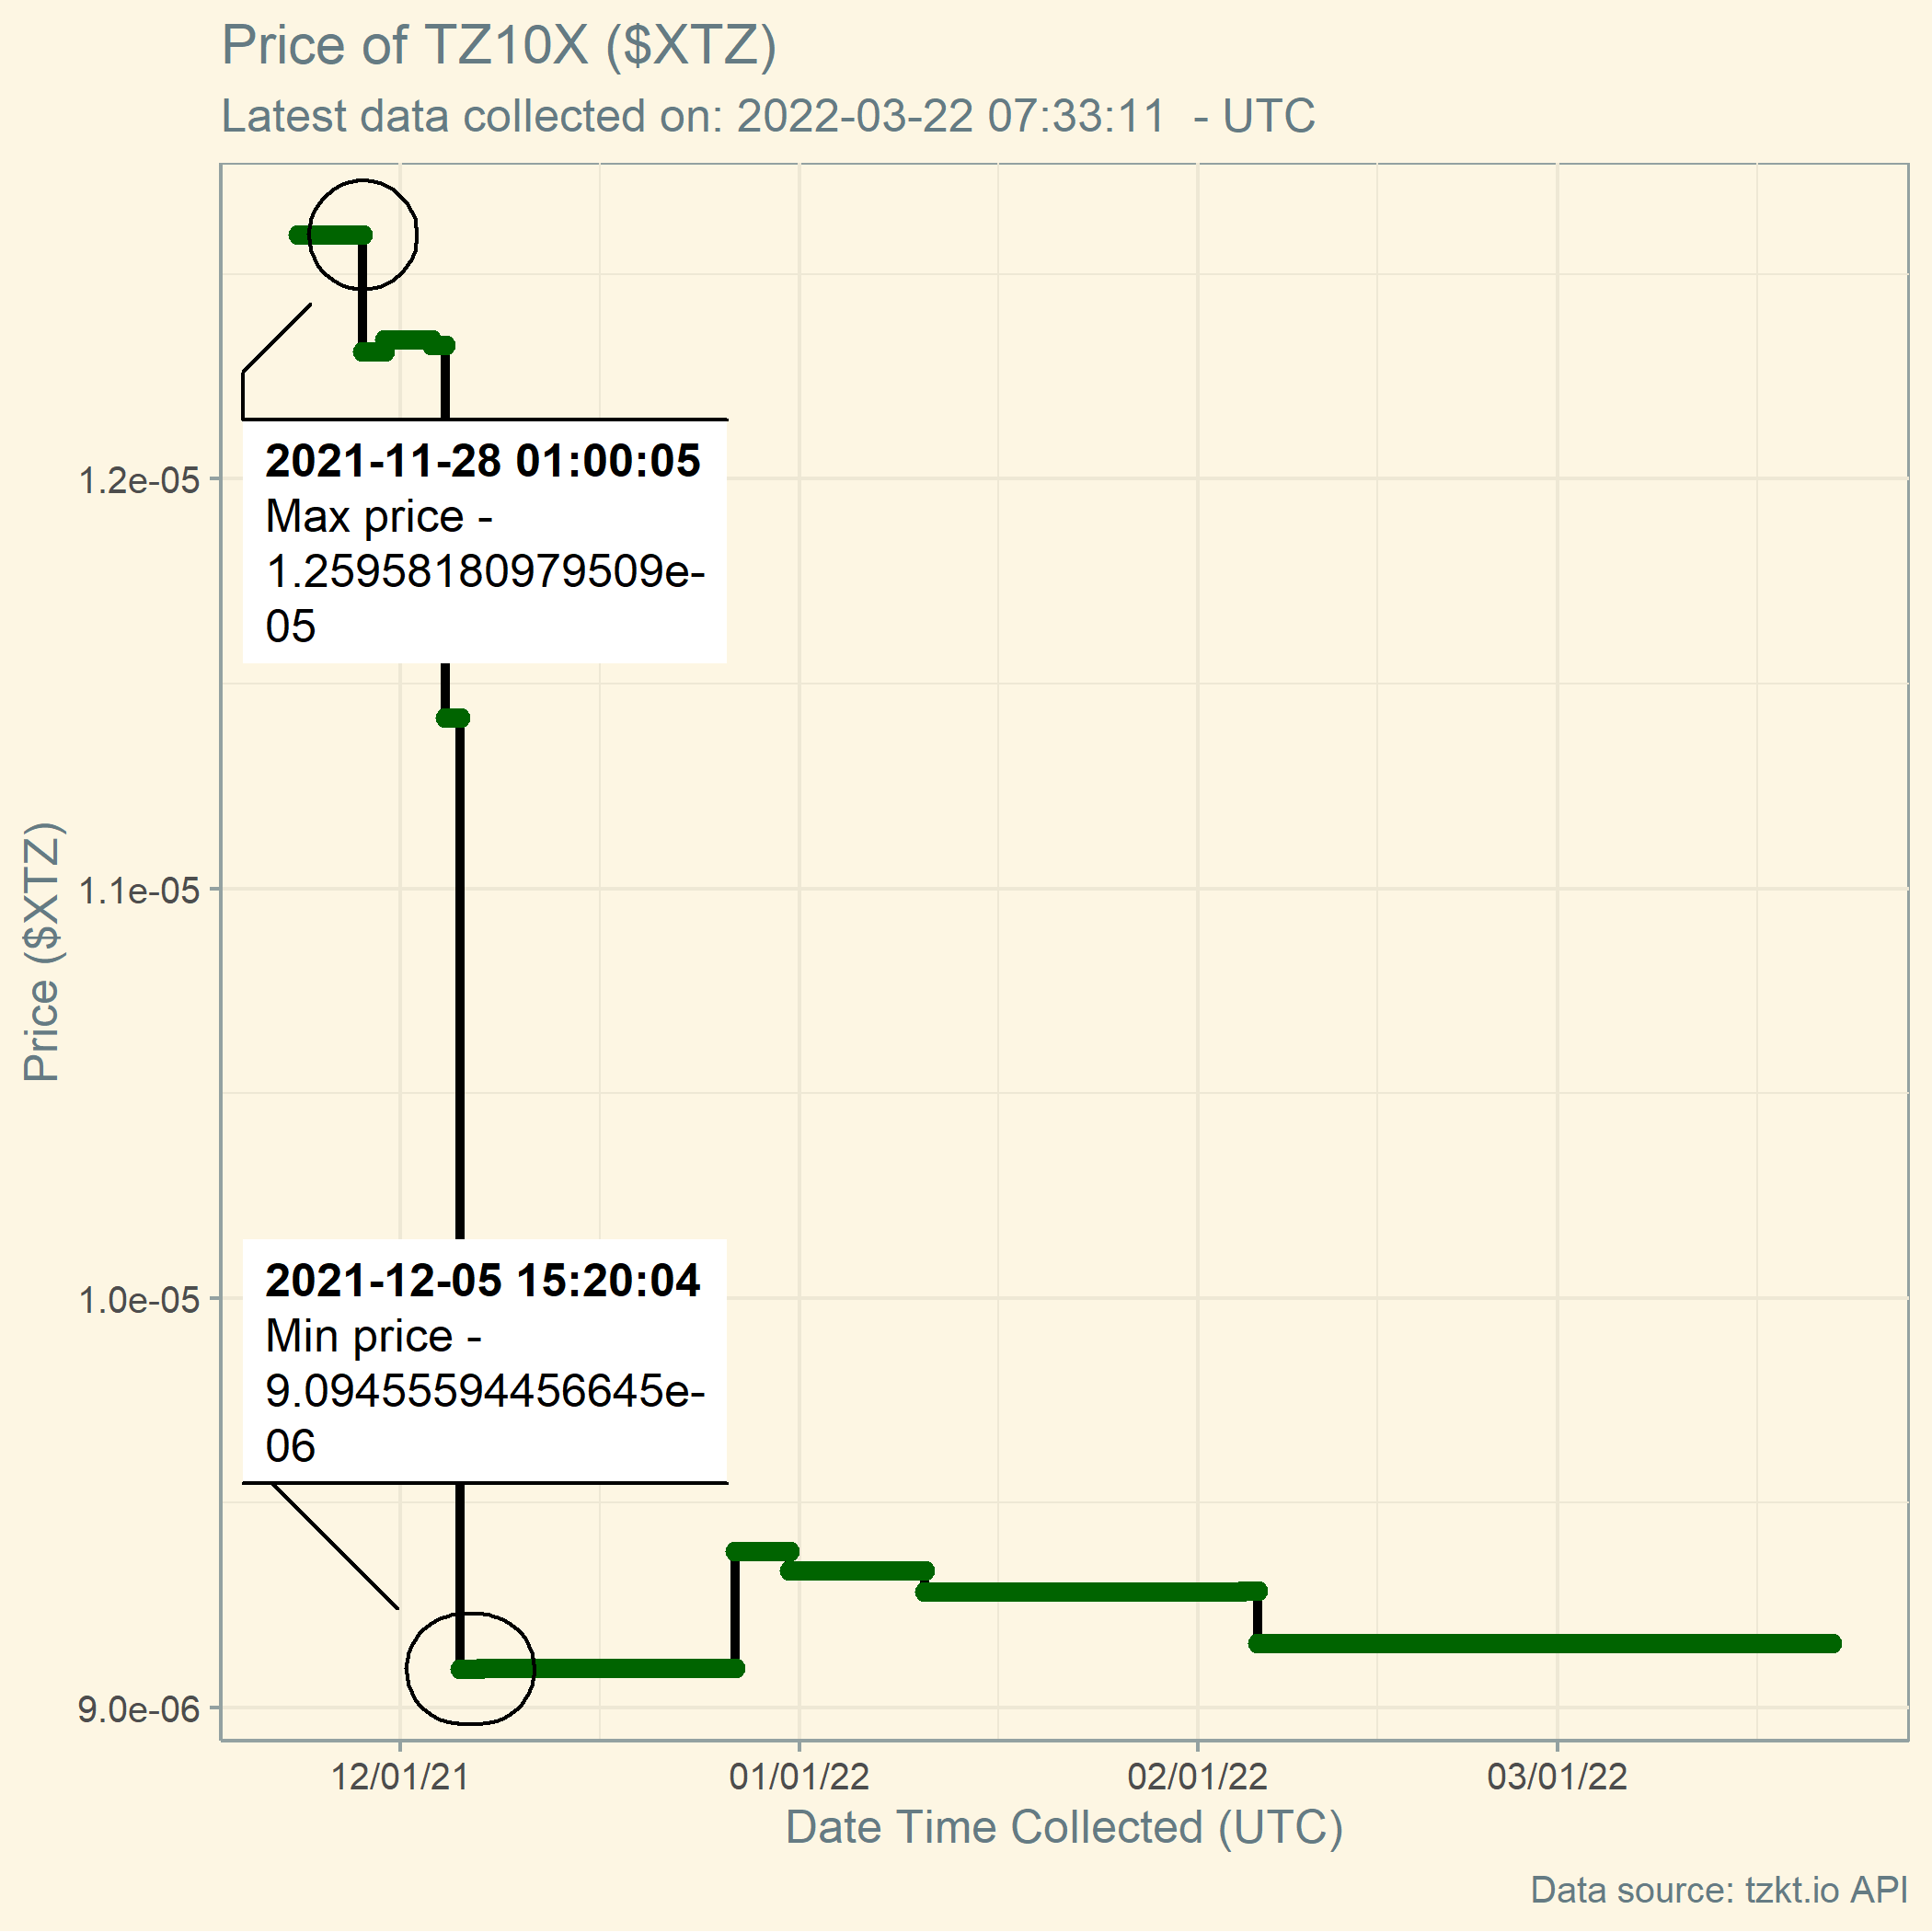 Price of TZ10X ($XTZ)
Latest data collected on: 2022-03-22 07:33:11  - UTC
2021-11-28 01:00:05
Max price -
1.25958180979509e-
05
1.2e-05
1.1e-05
Price ($XTZ)
2021-12-05 15:20:04
Min price -
9.09455594456645e-
06
1.0e-05
9.0e-06
12/01/21
01/01/22
02/01/22
03/01/22
Date Time Collected (UTC)
Data source: tzkt.io API